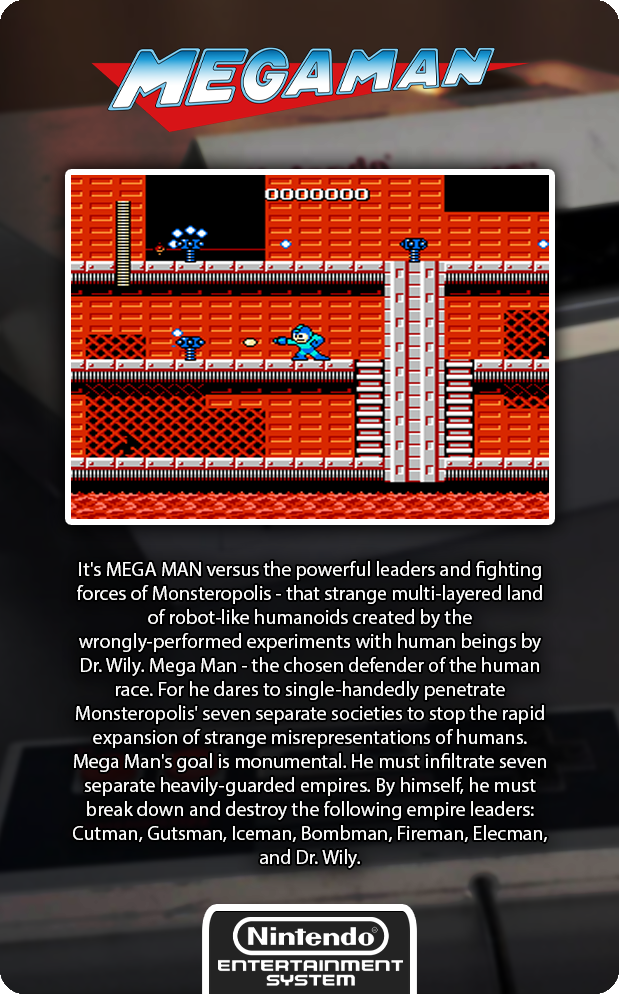 MEGAMAN
0000000
It's MEGA MAN versus the powerful leaders and fighting
forces of Monsteropolis - that strange multi-layered land
of robot-like humanoids created by the
wrongly-performed experiments with human beings by
Dr. Wily. Mega Man - the chosen defender of the human
race. For he dares to single-handedly penetrate
Monsteropolis' seven separate societies to stop the rapid
expansion of strange misrepresentations of humans.
Mega Man's goal is monumental. He must infiltrate seven
separate heavily-guarded empires. By himself, he must
break down and destroy the following empire leaders:
Cutman, Gutsman, Iceman, Bombman, Fireman, Elecman,
and Dr. Wily.
Nintendo®
ENTERTAINMENT
SYSTEM